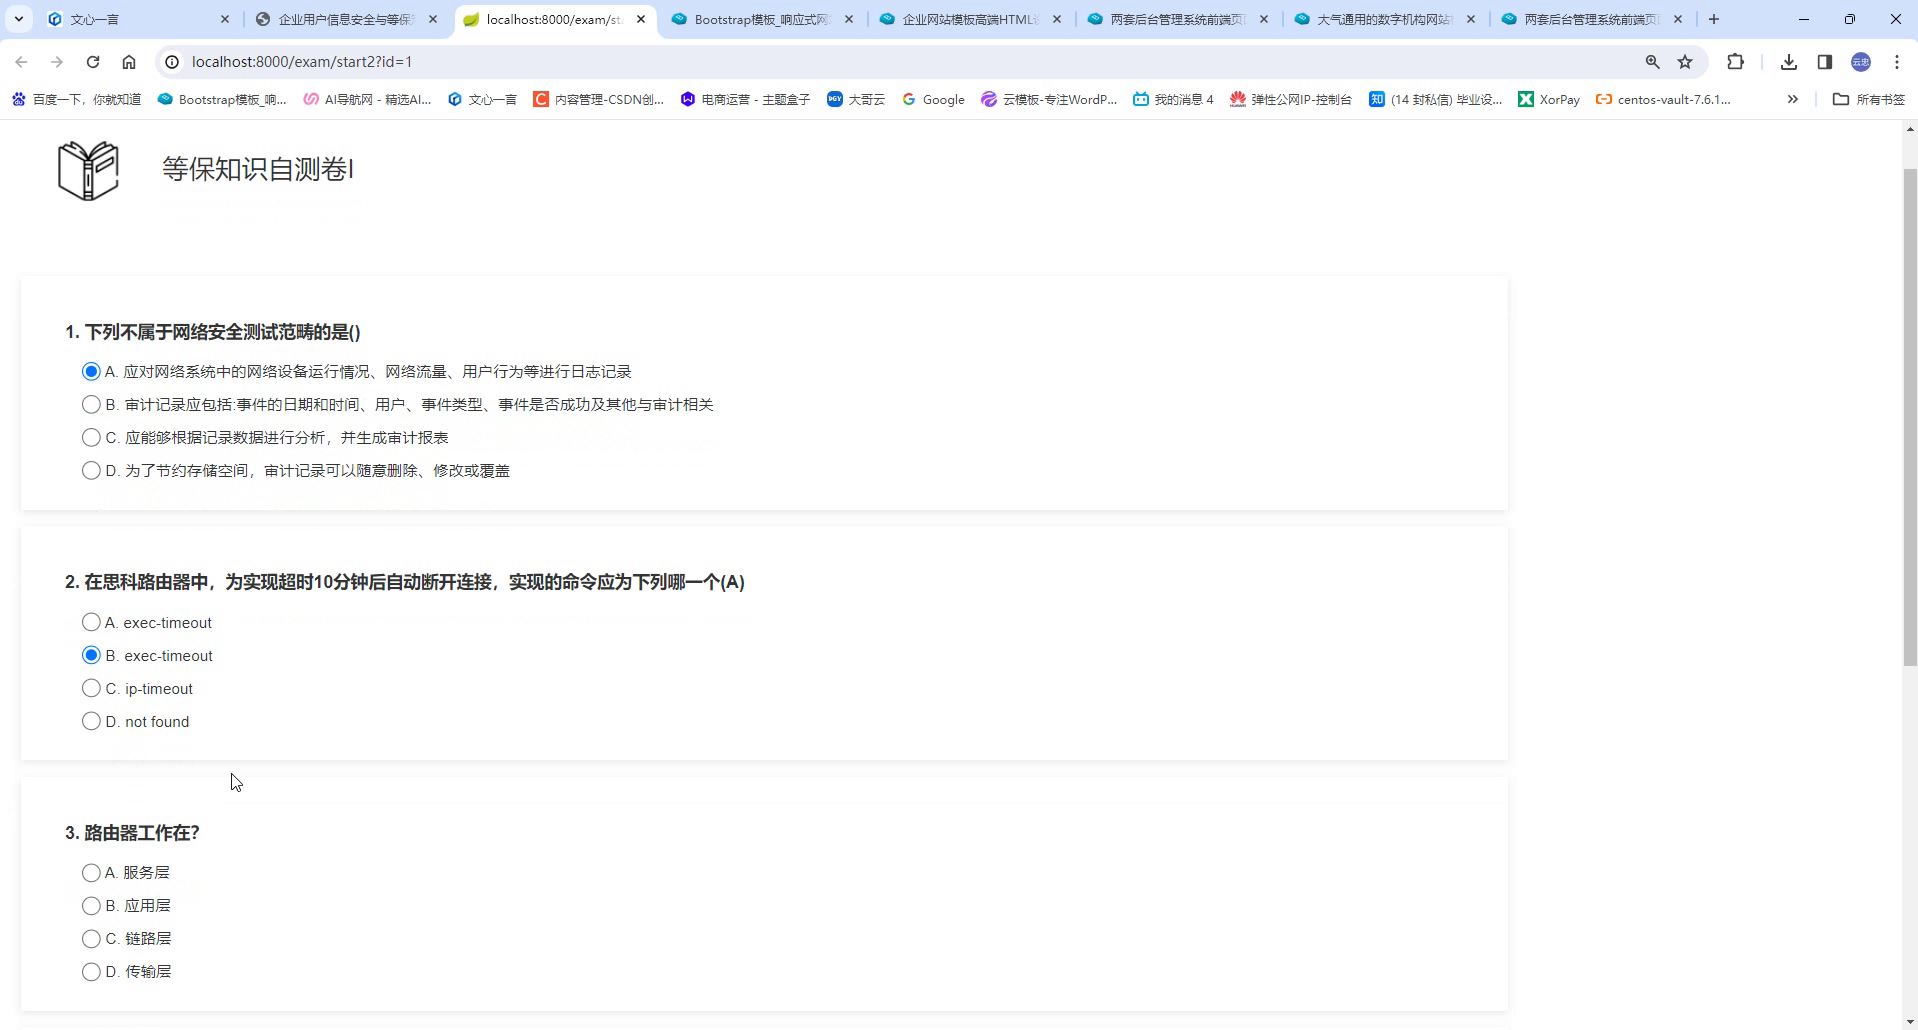 文心一言
企业用户信息安全与等保
localhost:8000/exam/sta
Bootstrap模板_响应式网
企业网站模板高端HTML
两套后台管理系统前端页
大气通用的数字机构网站
两套后台管理系统前端页
localhost:8000/exam/start2?id=1
云忠
百度一下，你就知道
Bootstrap模板_响...
AI导航网 - 精选AI...
文心一言
内容管理-CSDN创...
电商运营 - 主题盒子
大哥云
Google
云模板-专注WordP...
我的消息 4
弹性公网IP-控制台
知 (14 封私信) 毕业设...
XorPay
centos-vault-7.6.1...
所有书签
等保知识自测卷I
1. 下列不属于网络安全测试范畴的是()
A. 应对网络系统中的网络设备运行情况、网络流量、用户行为等进行日志记录
B. 审计记录应包括:事件的日期和时间、用户、事件类型、事件是否成功及其他与审计相关
C. 应能够根据记录数据进行分析，并生成审计报表
D. 为了节约存储空间，审计记录可以随意删除、修改或覆盖
2. 在思科路由器中，为实现超时10分钟后自动断开连接，实现的命令应为下列哪一个(A)
A. exec-timeout
B. exec-timeout
C. ip-timeout
D. not found
3. 路由器工作在?
A. 服务层
B. 应用层
C. 链路层
D. 传输层